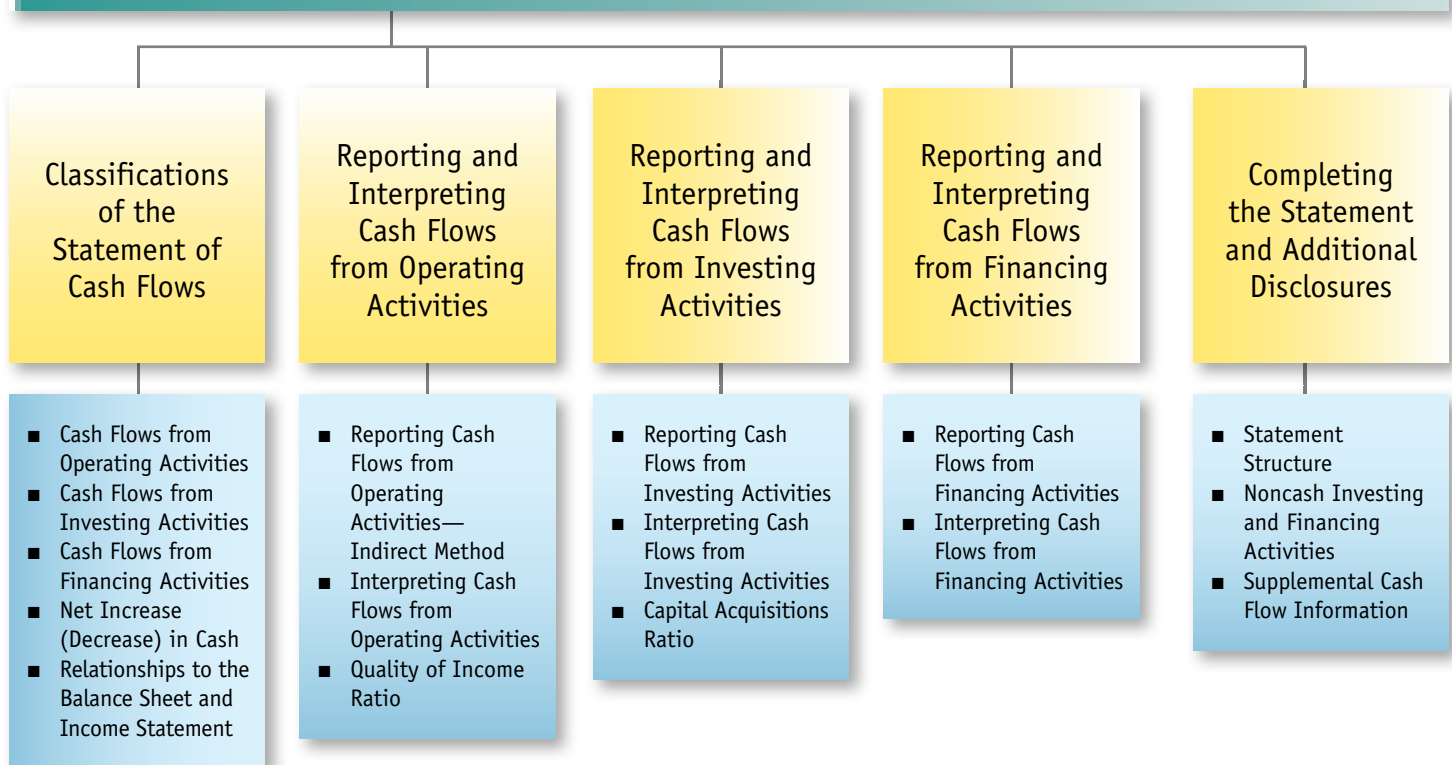 Classifications
of the
Statement of
Cash Flows
Reporting and
Interpreting
Cash Flows
from Operating
Activities
Reporting and
Interpreting
Cash Flows
from Investing
Activities
Reporting and
Interpreting
Cash Flows
from Financing
Activities
Completing
the Statement
and Additional
Disclosures
■ Cash Flows from
Operating Activities
■ Cash Flows from
Investing Activities
■ Cash Flows from
Financing Activities
■ Net Increase
(Decrease) in Cash
■ Relationships to the
Balance Sheet and
Income Statement
■ Reporting Cash
Flows from
Operating
Activities—
Indirect Method
■ Interpreting Cash
Flows from
Operating Activities
■ Quality of Income
Ratio
■ Reporting Cash
Flows from
Investing Activities
■ Interpreting Cash
Flows from
Investing Activities
■ Capital Acquisitions
Ratio
■ Reporting Cash
Flows from
Financing Activities
■ Interpreting Cash
Flows from
Financing Activities
■ Statement
Structure
■ Noncash Investing
and Financing
Activities
■ Supplemental Cash
Flow Information